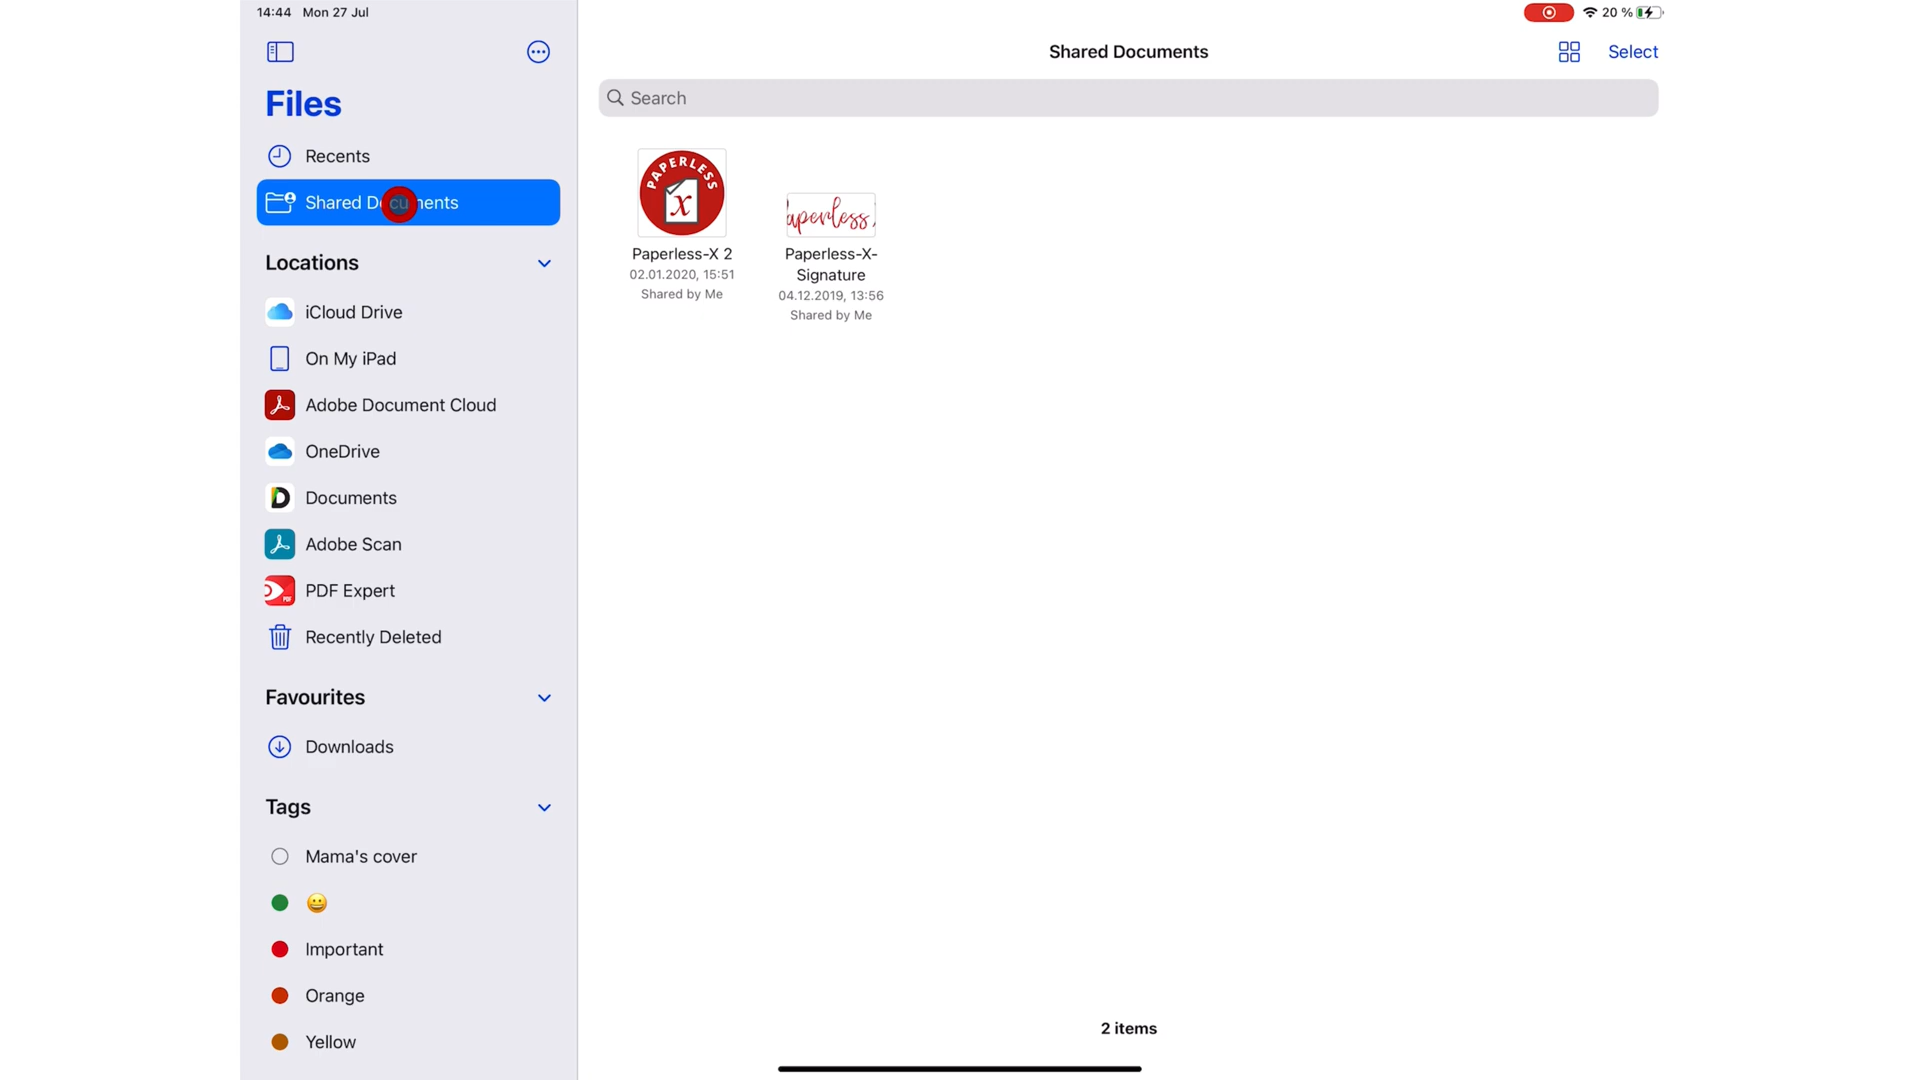 14:44 Mon 27 Jul
20 %
Files
Recents
Shared Documents
Locations
iCloud Drive
On My iPad
Adobe Document Cloud
OneDrive
Documents
Adobe Scan
PDF Expert
Recently Deleted
Favourites
Downloads
Tags
Mama's cover
😀
Important
Orange
Yellow
Shared Documents
Select
Search
PAPERLESS
x
Paperless-X 2
02.01.2020, 15:51
Shared by Me
aperless
Paperless-X-
Signature
04.12.2019, 13:56
Shared by Me
2 items